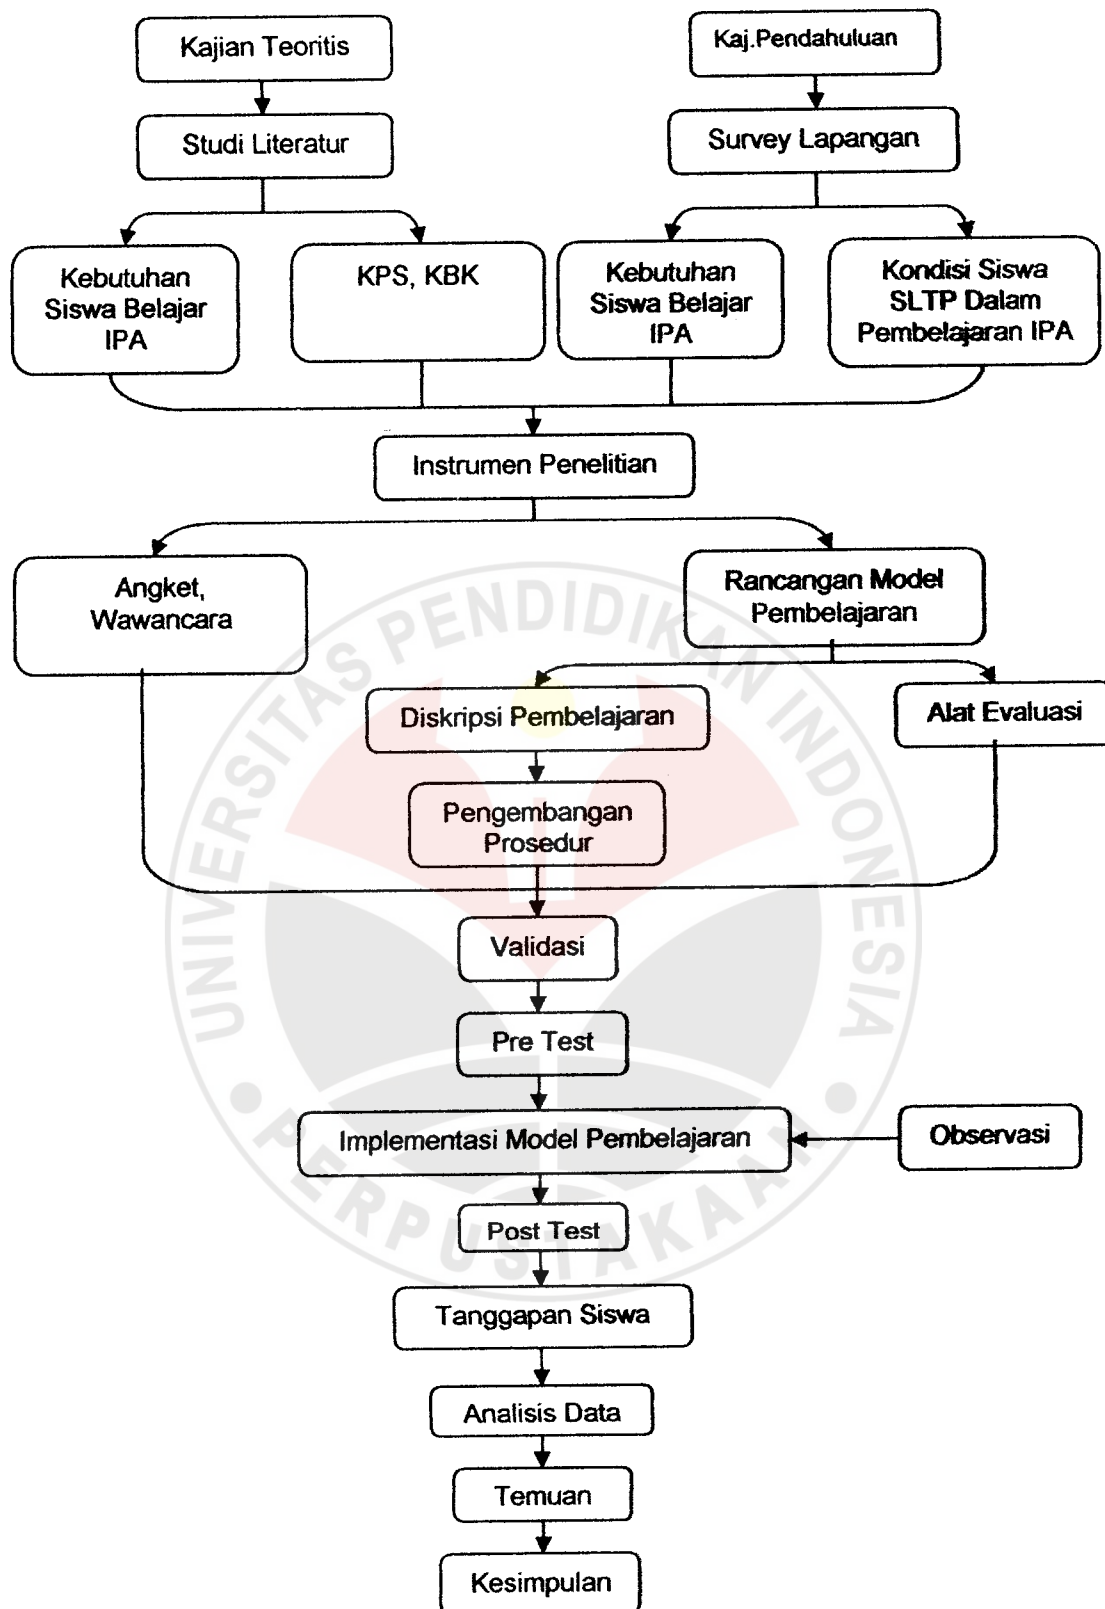 Kajian Teoritis
Kaj.Pendahuluan
Studi Literatur
Survey Lapangan
Kebutuhan
Siswa Belajar
IPA
KPS, KBK
Kebutuhan
Siswa Belajar
IPA
Kondisi Siswa
SLTP Dalam
Pembelajaran IPA
Instrumen Penelitian
Angket,
Wawancara
Rancangan Model
Pembelajaran
Diskripsi Pembelajaran
Alat Evaluasi
Pengembangan
Prosedur
Validasi
Pre Test
Implementasi Model Pembelajaran
Observasi
Post Test
Tanggapan Siswa
Analisis Data
Temuan
Kesimpulan
UNIVERSITAS PENDIDIKAN INDONESIA
PERPUSTAKAAN